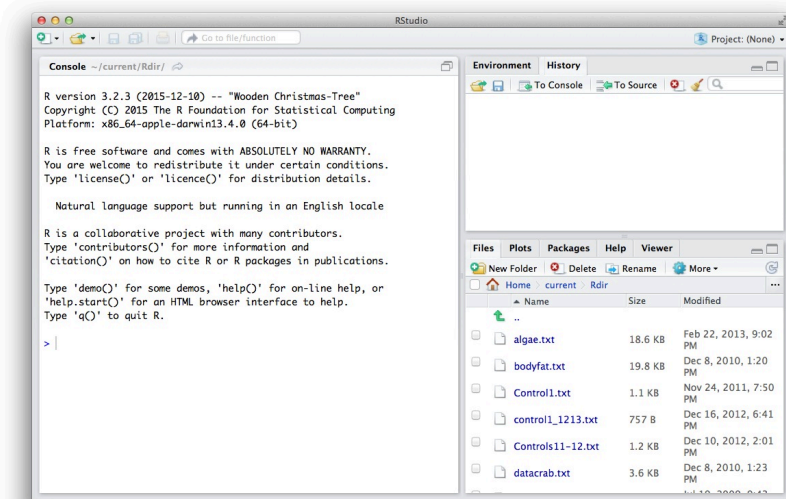 RStudio
Go to file/function
Project: (None)
Console ~/current/Rdir/
R version 3.2.3 (2015-12-10) -- "Wooden Christmas-Tree"
Copyright (C) 2015 The R Foundation for Statistical Computing
Platform: x86_64-apple-darwin13.4.0 (64-bit)
R is free software and comes with ABSOLUTELY NO WARRANTY.
You are welcome to redistribute it under certain conditions.
Type 'license()' or 'licence()' for distribution details.
Natural language support but running in an English locale
R is a collaborative project with many contributors.
Type 'contributors()' for more information and
'citation()' on how to cite R or R packages in publications.
Type 'demo()' for some demos, 'help()' for on-line help, or
'help.start()' for an HTML browser interface to help.
Type 'q()' to quit R.
>
Environment History
To Console To Source
Files Plots Packages Help Viewer
New Folder Delete Rename More
Home current Rdir ...
Name Size Modified
..
algae.txt 18.6 KB Feb 22, 2013, 9:02
PM
bodyfat.txt 19.8 KB Dec 8, 2010, 1:20
PM
Control1.txt 1.1 KB Nov 24, 2011, 7:50
PM
control1_1213.txt 757 B Dec 16, 2012, 6:41
PM
Controls11-12.txt 1.2 KB Dec 10, 2012, 2:01
PM
datacrab.txt 3.6 KB Dec 8, 2010, 1:23
PM